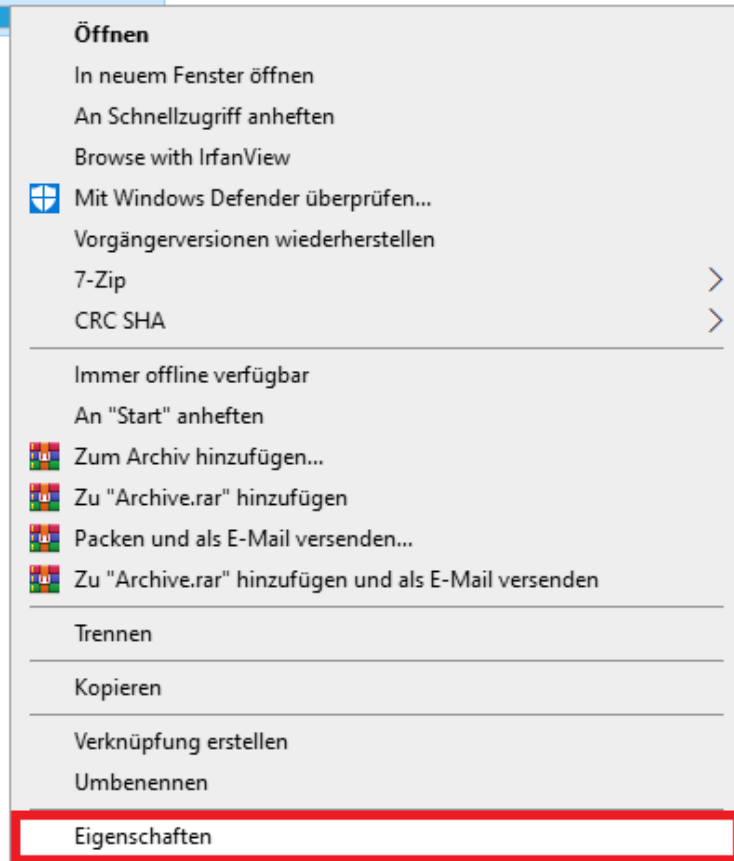 Öffnen
In neuem Fenster öffnen
An Schnellzugriff anheften
Browse with IrfanView
Mit Windows Defender überprüfen...
Vorgängerversionen wiederherstellen
7-Zip
CRC SHA
Immer offline verfügbar
An "Start" anheften
Zum Archiv hinzufügen...
Zu "Archive.rar" hinzufügen
Packen und als E-Mail versenden...
Zu "Archive.rar" hinzufügen und als E-Mail versenden
Trennen
Kopieren
Verknüpfung erstellen
Umbenennen
Eigenschaften